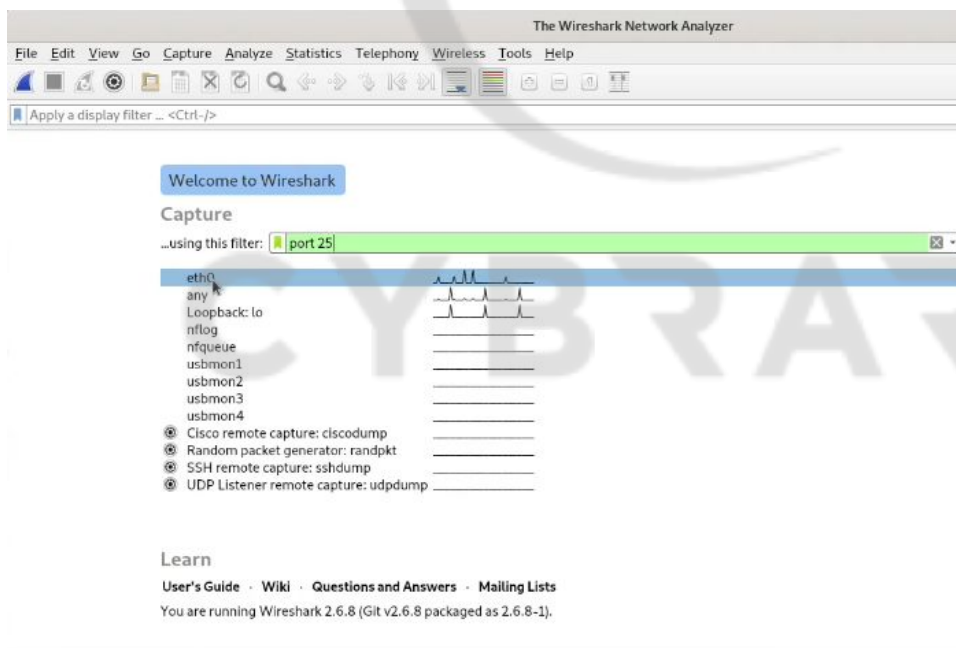 The Wireshark Network Analyzer
File Edit View Go Capture Analyze Statistics Telephony Wireless Tools Help
Apply a display filter ... <Ctrl-/>
Welcome to Wireshark
Capture
...using this filter: port 25
eth0
any
Loopback: lo
nflog
nfqueue
usbmon1
usbmon2
usbmon3
usbmon4
Cisco remote capture: ciscodump
Random packet generator: randpkt
SSH remote capture: sshdump
UDP Listener remote capture: udpdump
CYBRAR
Learn
User's Guide · Wiki · Questions and Answers · Mailing Lists
You are running Wireshark 2.6.8 (Git v2.6.8 packaged as 2.6.8-1).